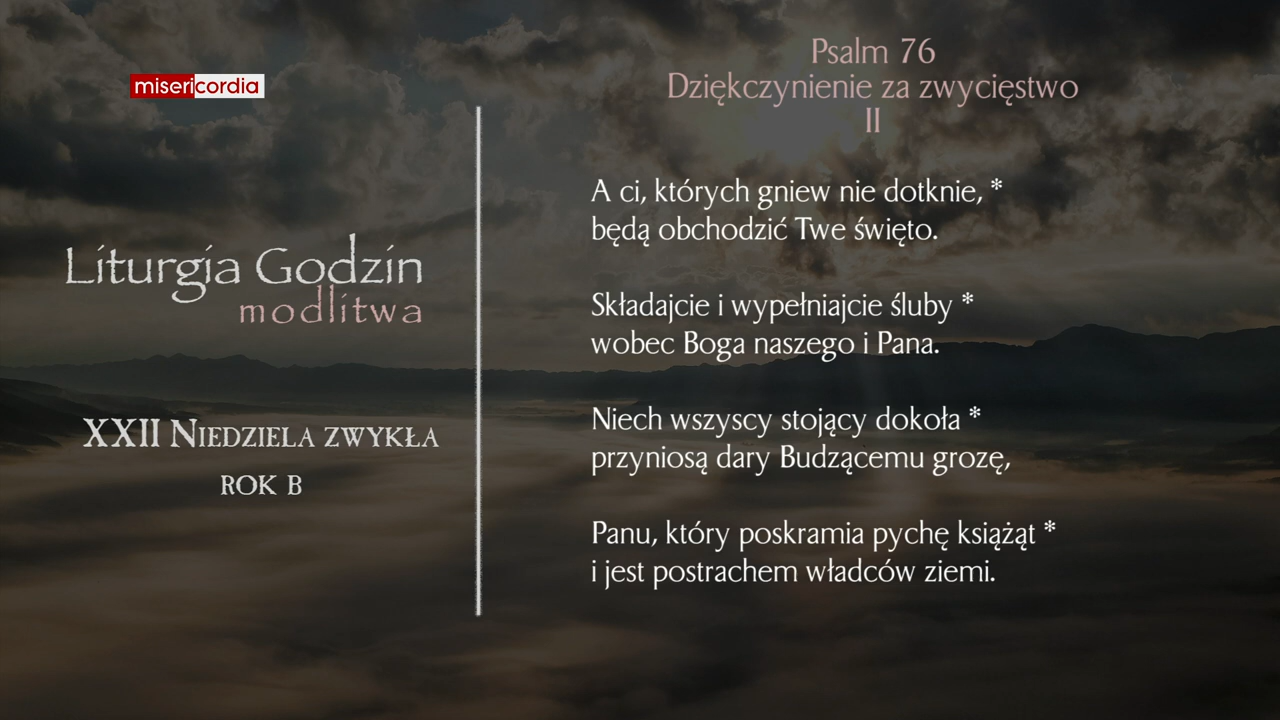 misericordia
Liturgia Godzin
modlitwa
XXII Niedziela zwykła
rok B
Psalm 76
Dziękczynienie za zwycięstwo
II
A ci, których gniew nie dotknie, *
będą obchodzić Twe święto.
Składajcie i wypełniajcie śluby *
wobec Boga naszego i Pana.
Niech wszyscy stojący dokoła *
przyniosą dary Budzącemu grozę,
Panu, który poskramia pychę książąt *
i jest postrachem władców ziemi.